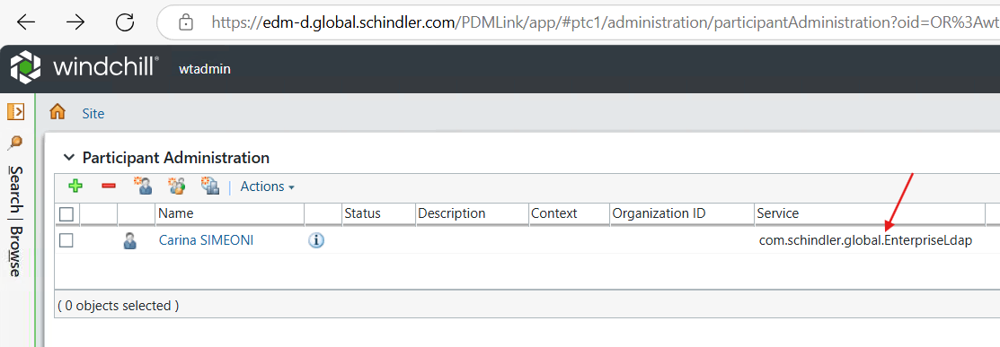 https://edm-d.global.schindler.com/PDMLink/app/#ptc1/administration/participantAdministration?oid=OR%3Awt
windchill® wtadmin
Site
Participant Administration
Actions
Name Status Description Context Organization ID Service
Carina SIMEONI com.schindler.global.EnterpriseLdap
( 0 objects selected )
Search | Browse